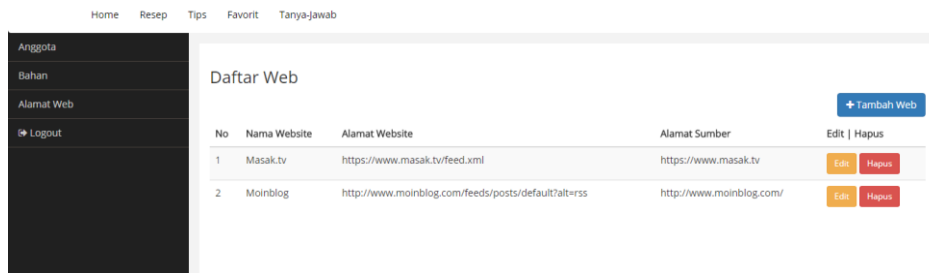 Home Resep Tips Favorit Tanya-Jawab
Anggota
Bahan
Alamat Web
Logout
Daftar Web
+ Tambah Web
No Nama Website Alamat Website Alamat Sumber Edit | Hapus
1 Masak.tv https://www.masak.tv/feed.xml https://www.masak.tv Edit Hapus
2 Moinblog http://www.moinblog.com/feeds/posts/default?alt=rss http://www.moinblog.com/ Edit Hapus